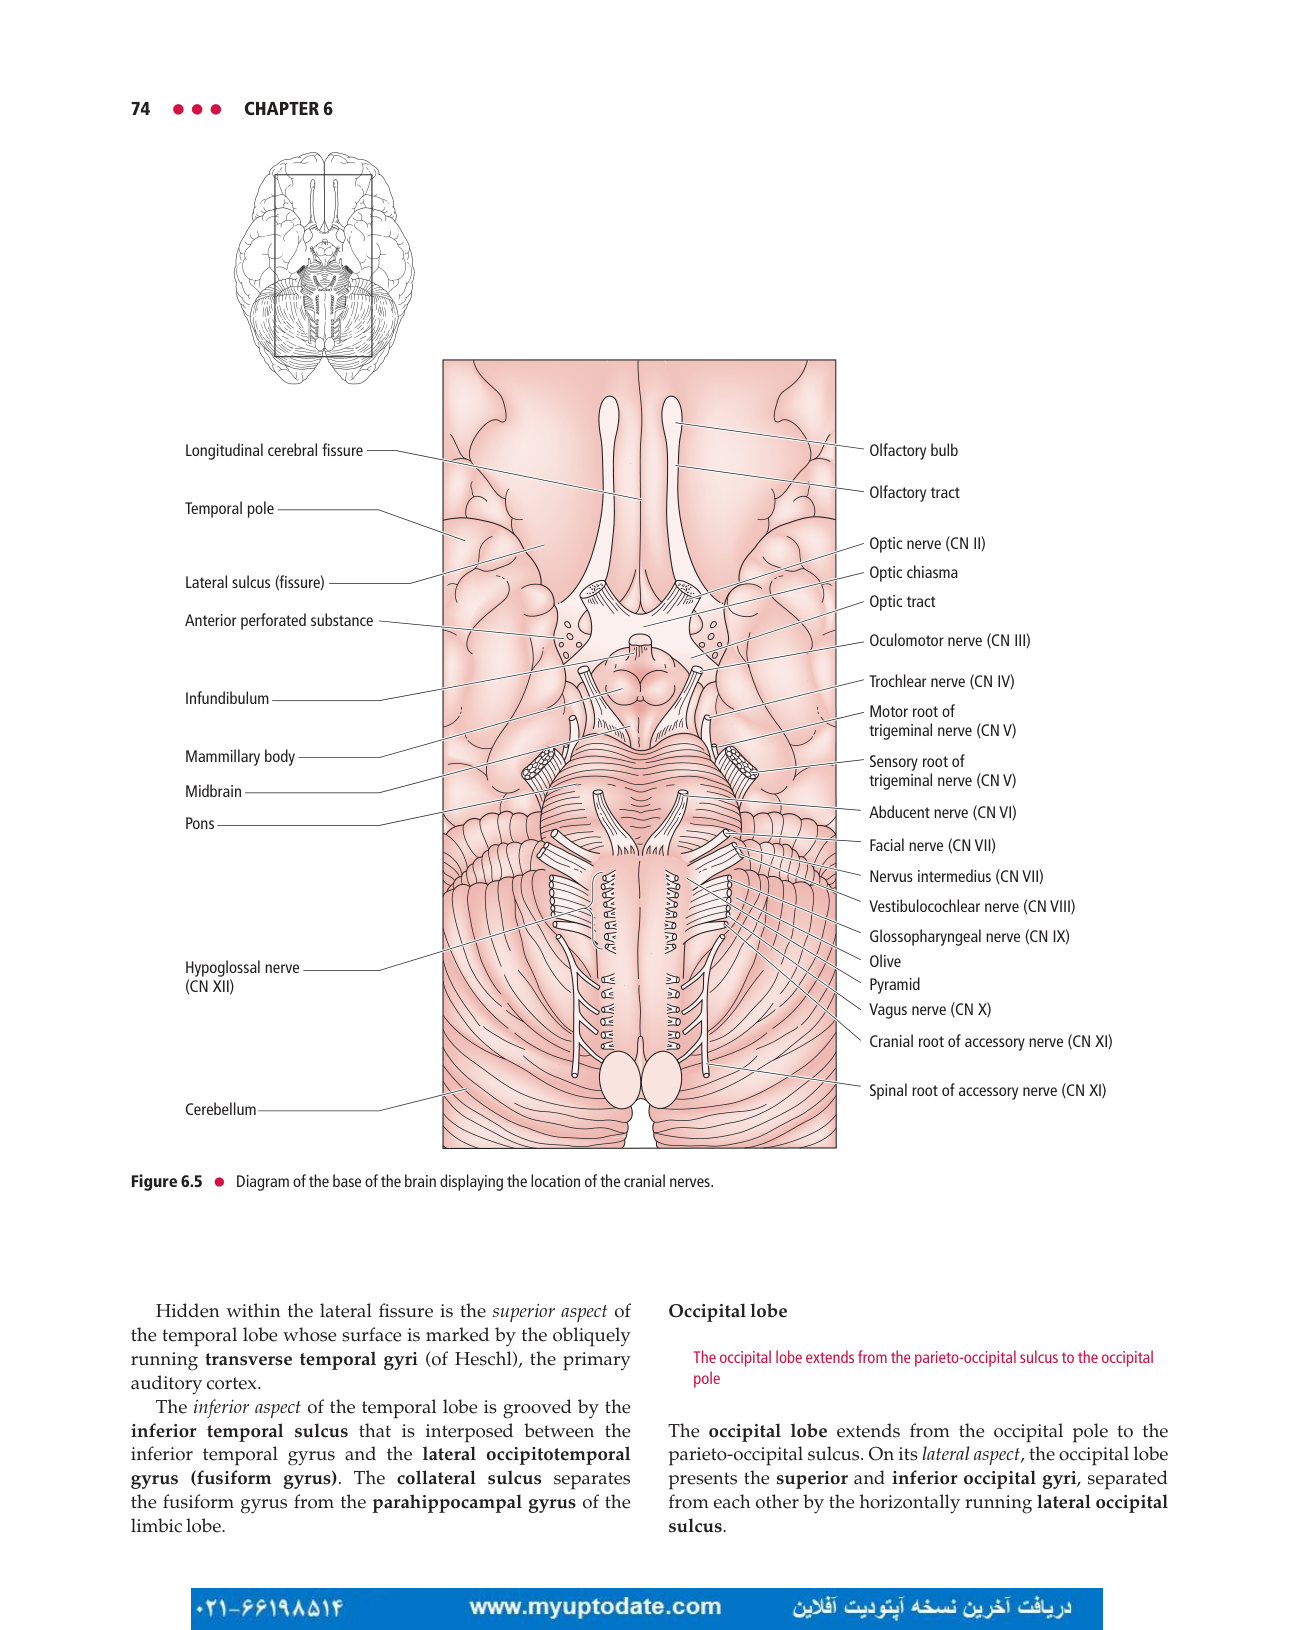 74 ● ● ● CHAPTER 6
Longitudinal cerebral fissure
Temporal pole
Lateral sulcus (fissure)
Anterior perforated substance
Infundibulum
Mammillary body
Midbrain
Pons
Hypoglossal nerve
(CN XII)
Cerebellum
Olfactory bulb
Olfactory tract
Optic nerve (CN II)
Optic chiasma
Optic tract
Oculomotor nerve (CN III)
Trochlear nerve (CN IV)
Motor root of
trigeminal nerve (CN V)
Sensory root of
trigeminal nerve (CN V)
Abducent nerve (CN VI)
Facial nerve (CN VII)
Nervus intermedius (CN VII)
Vestibulocochlear nerve (CN VIII)
Glossopharyngeal nerve (CN IX)
Olive
Pyramid
Vagus nerve (CN X)
Cranial root of accessory nerve (CN XI)
Spinal root of accessory nerve (CN XI)
Figure 6.5 ● Diagram of the base of the brain displaying the location of the cranial nerves.
Hidden within the lateral fissure is the superior aspect of
the temporal lobe whose surface is marked by the obliquely
running transverse temporal gyri (of Heschl), the primary
auditory cortex.
The inferior aspect of the temporal lobe is grooved by the
inferior temporal sulcus that is interposed between the
inferior temporal gyrus and the lateral occipitotemporal
gyrus (fusiform gyrus). The collateral sulcus separates
the fusiform gyrus from the parahippocampal gyrus of the
limbic lobe.
Occipital lobe
The occipital lobe extends from the parieto-occipital sulcus to the occipital
pole
The occipital lobe extends from the occipital pole to the
parieto-occipital sulcus. On its lateral aspect, the occipital lobe
presents the superior and inferior occipital gyri, separated
from each other by the horizontally running lateral occipital
sulcus.
۰۲۱-۶۶۱۹۸۵۱۴ www.myuptodate.com دریافت آخرین نسخه آپتودیت آفلاین